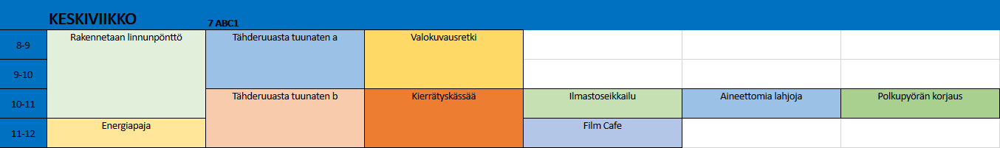 KESKIVIIKKO 7 ABC1
8-9 Rakennetaan linnunpönttö Tähderuuasta tuunaten a Valokuvausretki
9-10
10-11 Tähderuuasta tuunaten b Kierrätyskässää Ilmastoseikkailu Aineettomia lahjoja Polkupyörän korjaus
11-12 Energiapaja Film Cafe